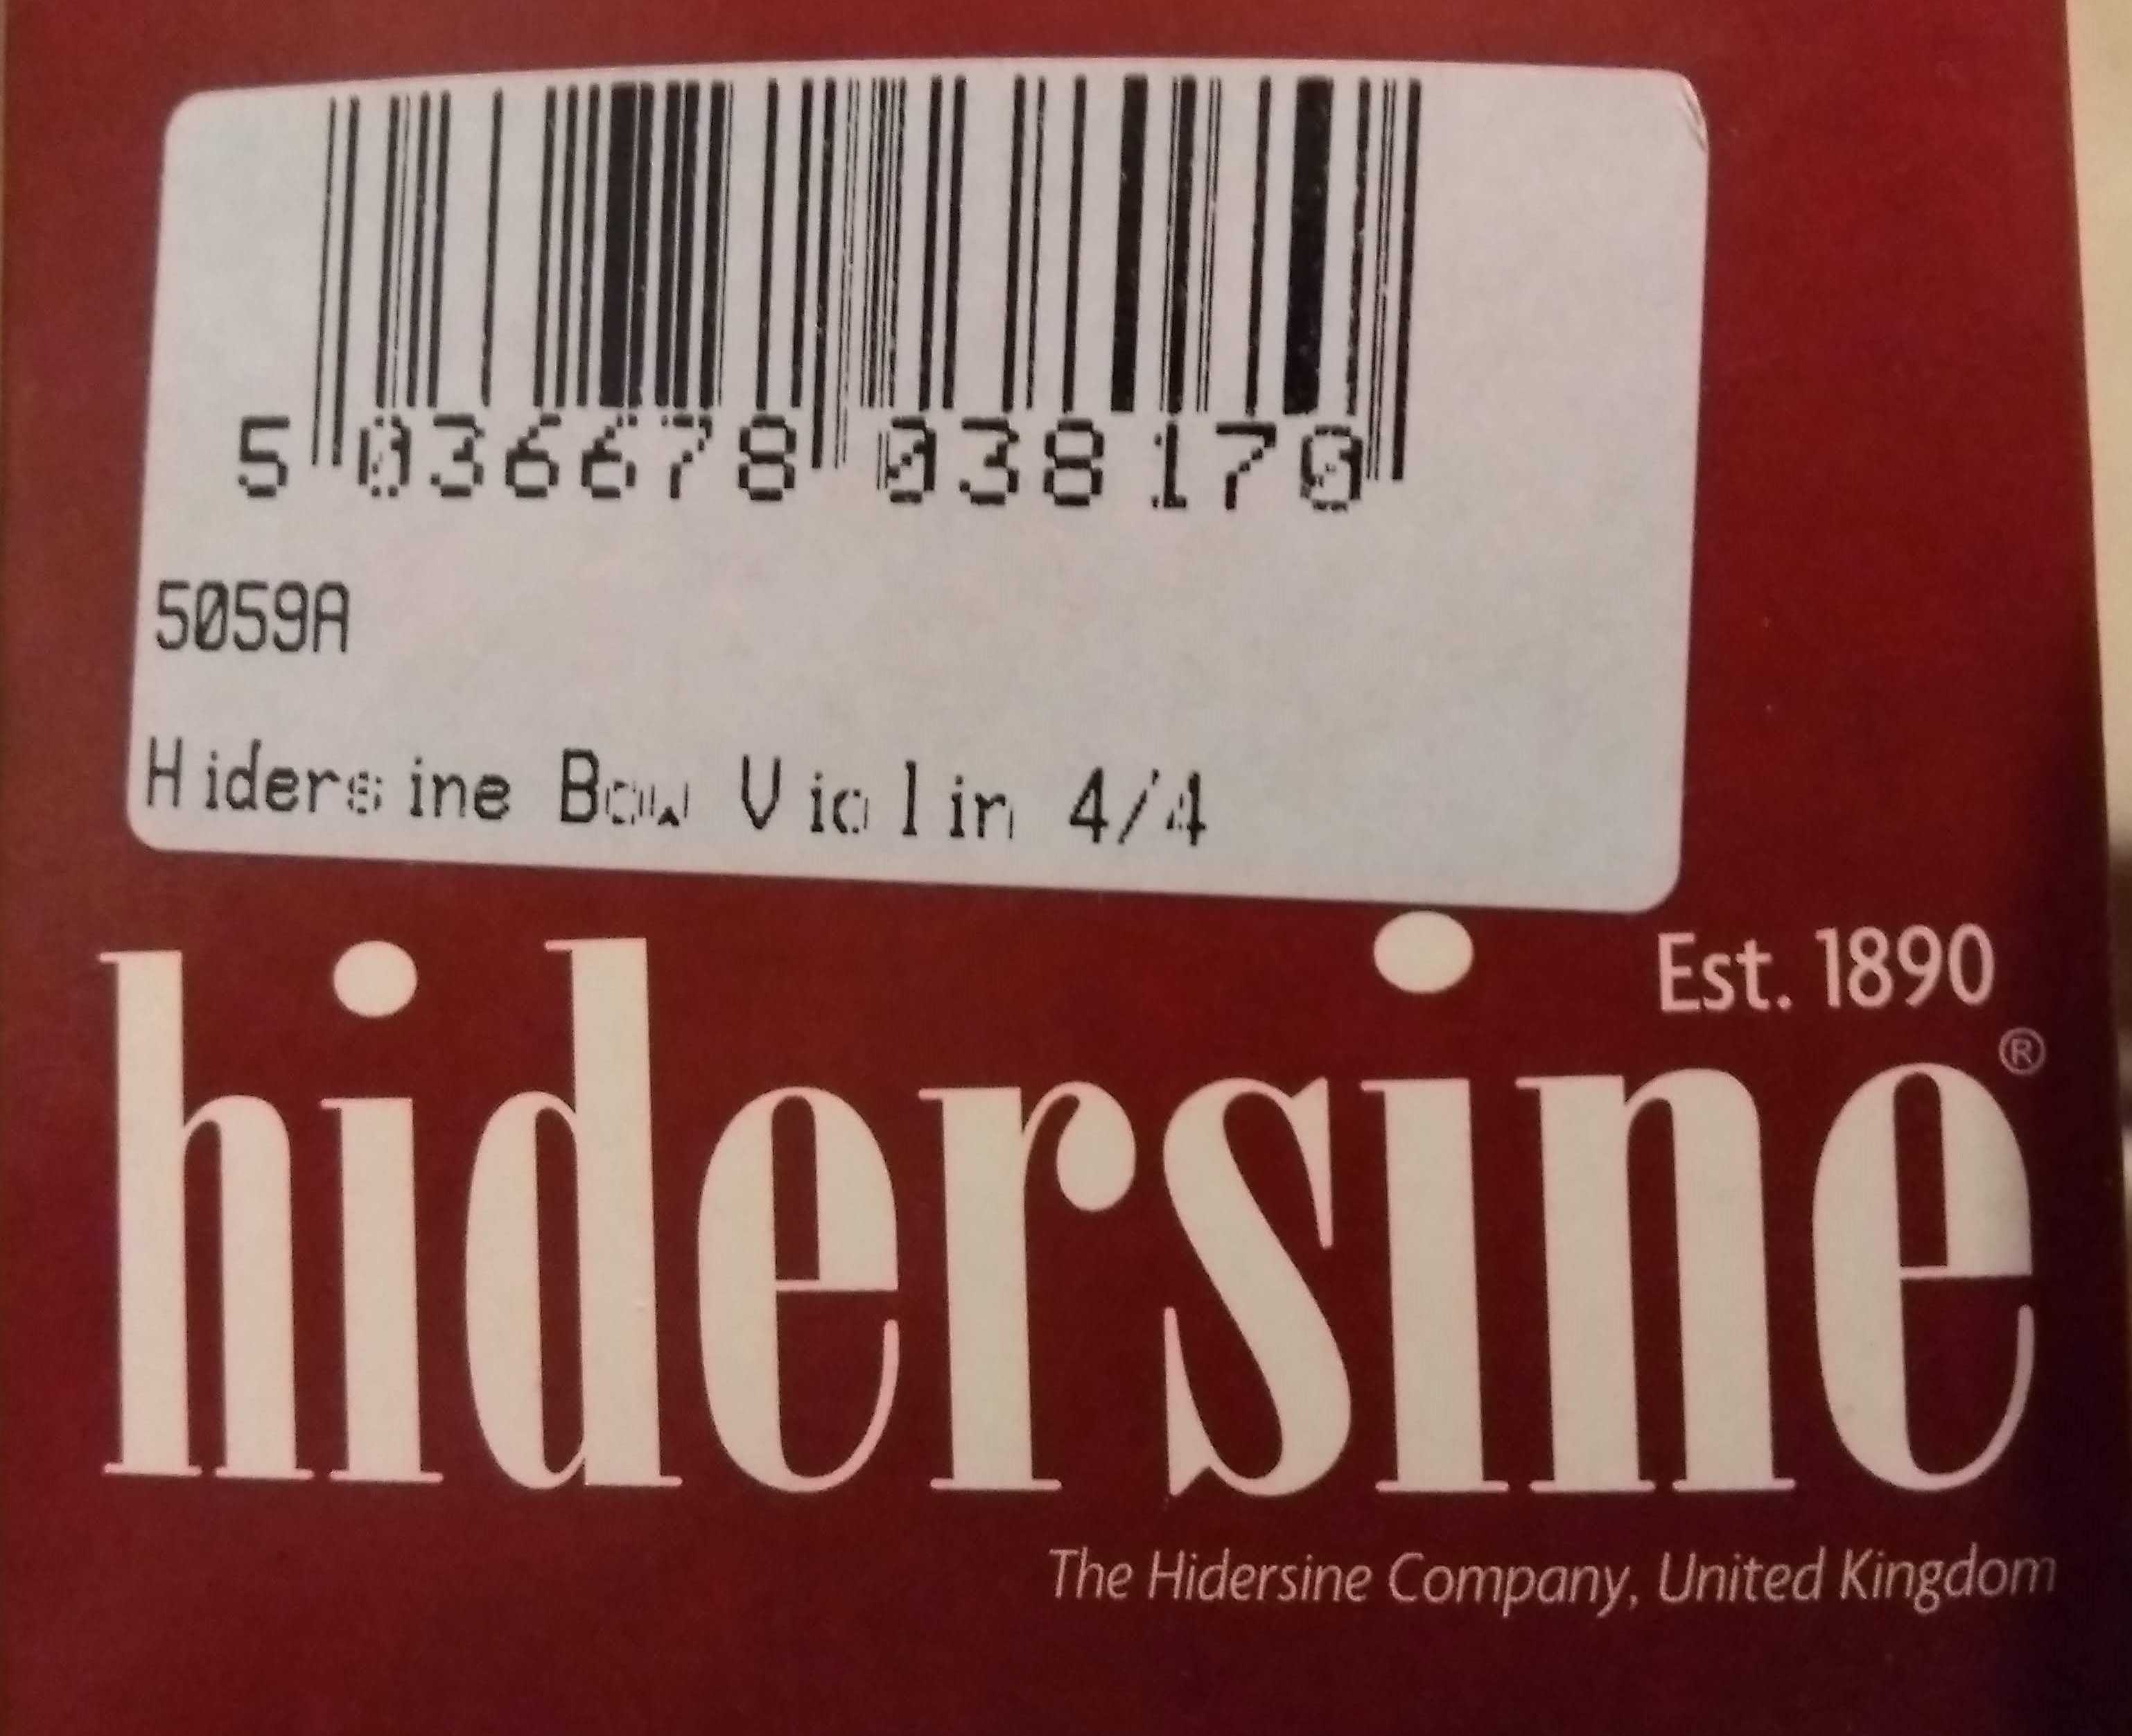 5 036678 038170
5059A
Hidersine Bow Violin 4/4
Est. 1890
hidersine®
The Hidersine Company, United Kingdom